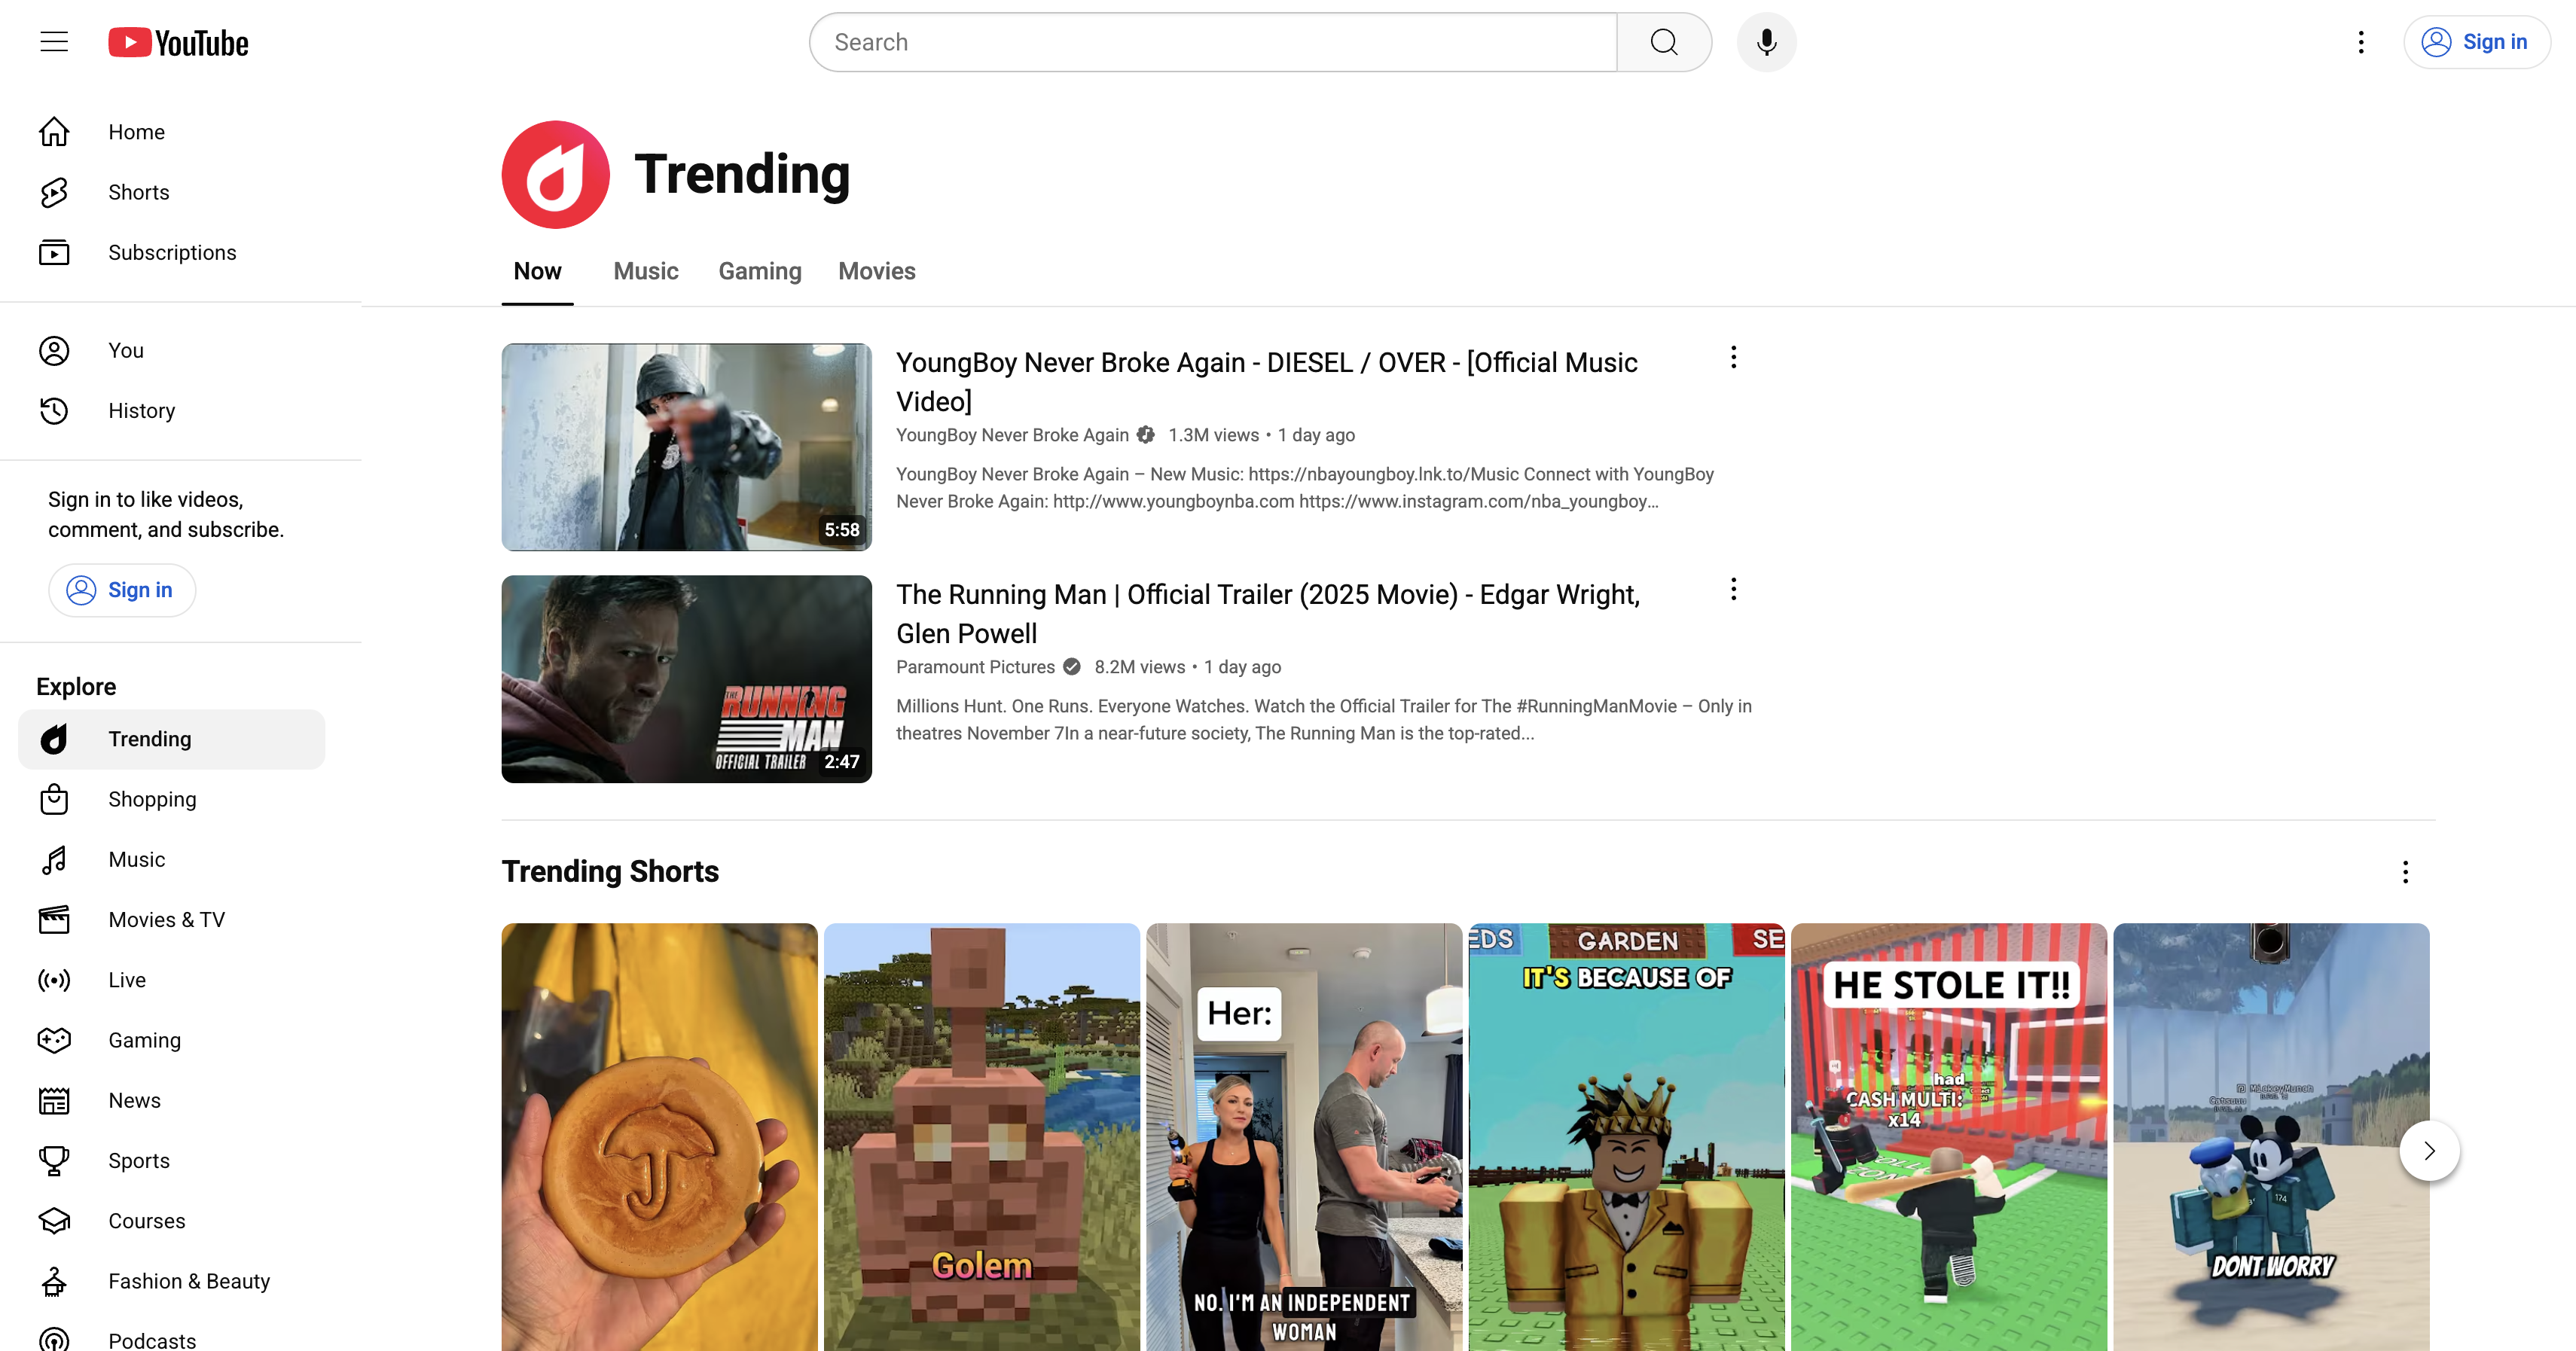 YouTube
Search
Sign in
Home
Shorts
Subscriptions
You
History
Sign in to like videos,
comment, and subscribe.
Sign in
Explore
Trending
Shopping
Music
Movies & TV
Live
Gaming
News
Sports
Courses
Fashion & Beauty
Podcasts
Trending
Now
Music
Gaming
Movies
YoungBoy Never Broke Again - DIESEL / OVER - [Official Music
Video]
YoungBoy Never Broke Again 1.3M views • 1 day ago
YoungBoy Never Broke Again – New Music: https://nbayoungboy.lnk.to/Music Connect with YoungBoy
Never Broke Again: http://www.youngboynba.com https://www.instagram.com/nba_youngboy...
5:58
The Running Man | Official Trailer (2025 Movie) - Edgar Wright,
Glen Powell
Paramount Pictures 8.2M views • 1 day ago
Millions Hunt. One Runs. Everyone Watches. Watch the Official Trailer for The #RunningManMovie – Only in
theatres November 7In a near-future society, The Running Man is the top-rated...
THE
RUNNING
MAN
OFFICIAL TRAILER
2:47
Trending Shorts
Golem
Her:
NO. I'M AN INDEPENDENT
WOMAN
EDS
GARDEN
SE
IT'S BECAUSE OF
HE STOLE IT!!
had
CASH MULTI:
x14
174
DONT WORRY